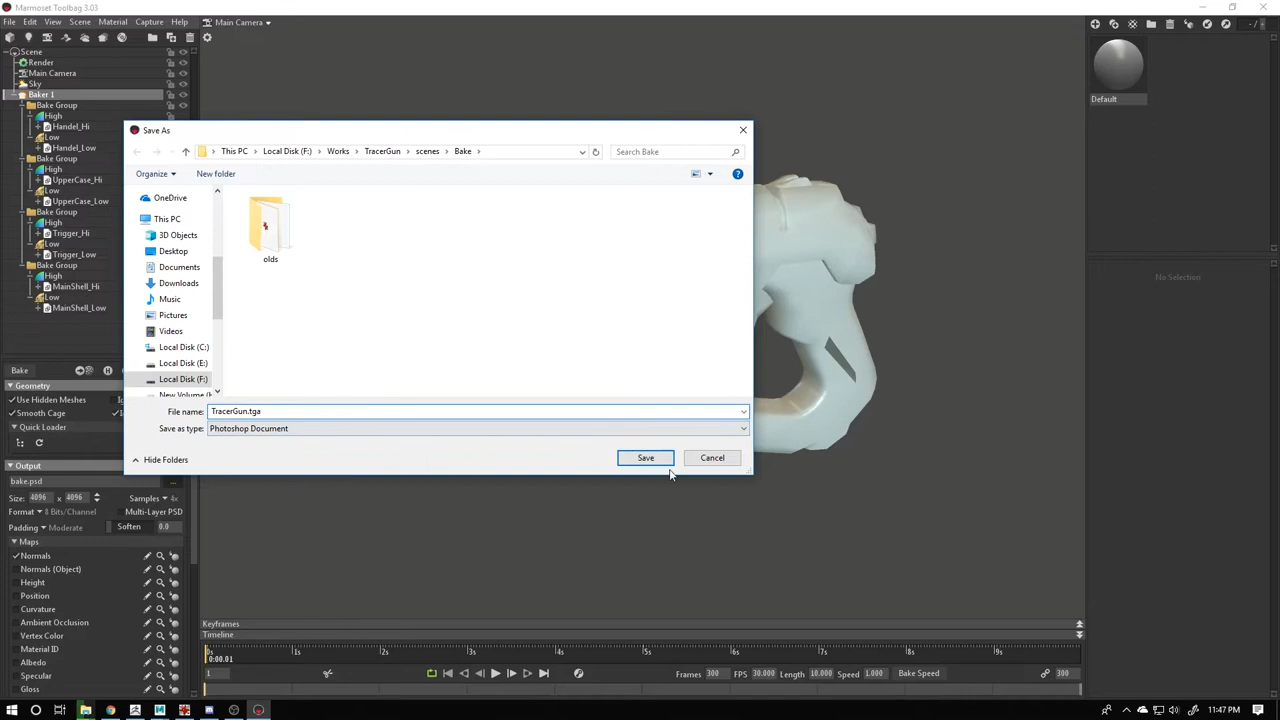 Marmoset Toolbag 3.03
File Edit View Scene Material Capture Help
Main Camera
Scene
Render
Main Camera
Sky
Baker 1
Bake Group
High
Handel_Hi
Low
Handel_Low
Bake Group
High
UpperCase_Hi
Low
UpperCase_Low
Bake Group
High
Trigger_Hi
Low
Trigger_Low
Bake Group
High
MainShell_Hi
Low
MainShell_Low
Save As
This PC > Local Disk (F:) > Works > TracerGun > scenes > Bake >
Search Bake
Organize
New folder
OneDrive
This PC
3D Objects
Desktop
Documents
Downloads
Music
Pictures
Videos
Local Disk (C:)
Local Disk (E:)
Local Disk (F:)
olds
File name: TracerGun.tga
Save as type: Photoshop Document
Hide Folders
Save
Cancel
Bake
Geometry
Use Hidden Meshes
Smooth Cage
Quick Loader
Output
bake.psd
...
Size: 4096 x 4096
Samples 4x
Format 8 Bits/Channel
Multi-Layer PSD
Padding Moderate
Soften 0.0
Maps
Normals
Normals (Object)
Height
Position
Curvature
Ambient Occlusion
Vertex Color
Material ID
Albedo
Specular
Gloss
Default
No Selection
- / -
Keyframes
Timeline
0s 1s 2s 3s 4s 5s 6s 7s 8s 9s
0:00.01
1
Frames 300 FPS 30.000 Length 10.000 Speed 1.000 Bake Speed
300
11:47 PM